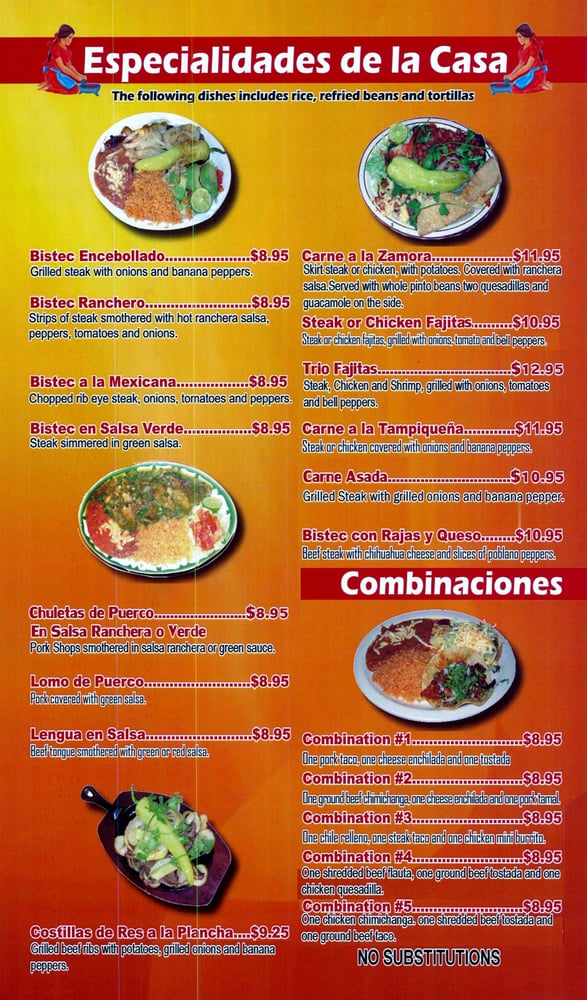 Especialidades de la Casa
The following dishes includes rice, refried beans and tortillas
Bistec Encebollado....................$8.95
Grilled steak with onions and banana peppers.
Bistec Ranchero.........................$8.95
Strips of steak smothered with hot ranchera salsa,
peppers, tomatoes and onions.
Bistec a la Mexicana.................$8.95
Chopped rib eye steak, onions, tomatoes and peppers.
Bistec en Salsa Verde................$8.95
Steak simmered in green salsa.
Chuletas de Puerco......................$8.95
En Salsa Ranchera o Verde
Pork Shops smothered in salsa ranchera or green sauce.
Lomo de Puerco.........................$8.95
Pork covered with green salsa.
Lengua en Salsa.........................$8.95
Beef tongue smothered with green or red salsa.
Costillas de Res a la Plancha....$9.25
Grilled beef ribs with potatoes, grilled onions and banana
peppers.
Carne a la Zamora...................$11.95
Skirt steak or chicken, with potatoes. Covered with ranchera
salsa.Served with whole pinto beans two quesadillas and
guacamole on the side.
Steak or Chicken Fajitas.........$10.95
Steak or chicken fajitas, grilled with onions, tomato and bell peppers.
Trio Fajitas................................$12.95
Steak, Chicken and Shrimp, grilled with onions, tomatoes
and bell peppers.
Carne a la Tampiqueña............$11.95
Steak or chicken covered with onions and banana peppers.
Carne Asada.............................$10.95
Grilled Steak with grilled onions and banana pepper.
Bistec con Rajas y Queso........$10.95
Beef steak with chihuahua cheese and slices of poblano peppers.
Combinaciones
Combination #1..........................$8.95
One pork taco, one cheese enchilada and one tostada
Combination #2..........................$8.95
One ground beef chimichanga, one cheese enchilada and one pork tamal.
Combination #3..........................$8.95
One chile relleno, one steak taco and one chicken mini burrito.
Combination #4..........................$8.95
One shredded beef flauta, one ground beef tostada and one
chicken quesadilla.
Combination #5..........................$8.95
One chicken chimichanga. one shredded beef tostada and
one ground beef taco.
NO SUBSTITUTIONS